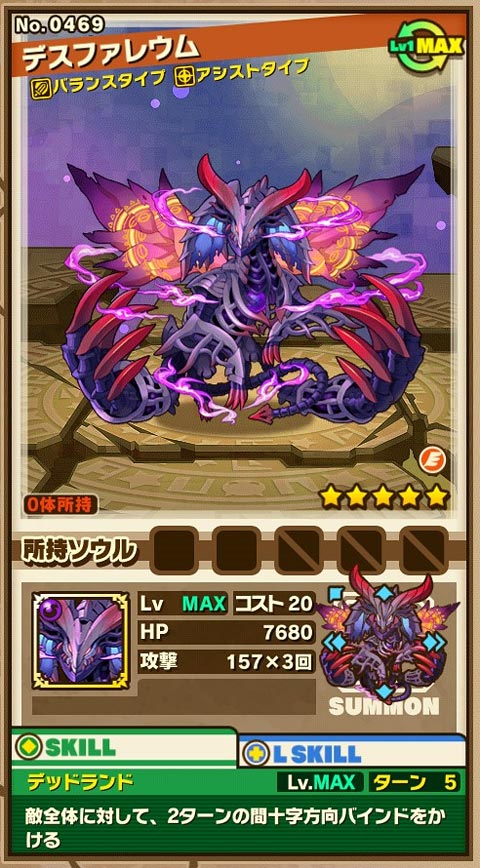 No.0469
デスファレウム
バランスタイプ アシストタイプ
Lv1 MAX
E
0体所持
所持ソウル
Lv MAX コスト 20
HP 7680
攻撃 157×3回
SUMMON
SKILL
L SKILL
デッドランド Lv.MAX ターン 5
敵全体に対して、2ターンの間十字方向バインドをか
ける